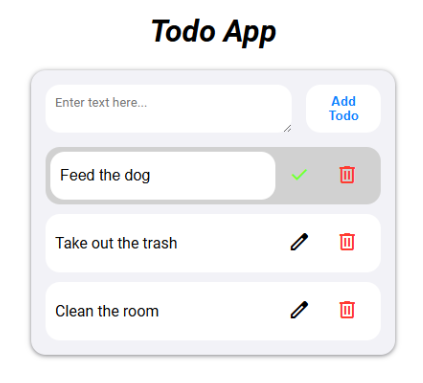 Todo App
Enter text here...
Add
Todo
Feed the dog
Take out the trash
Clean the room